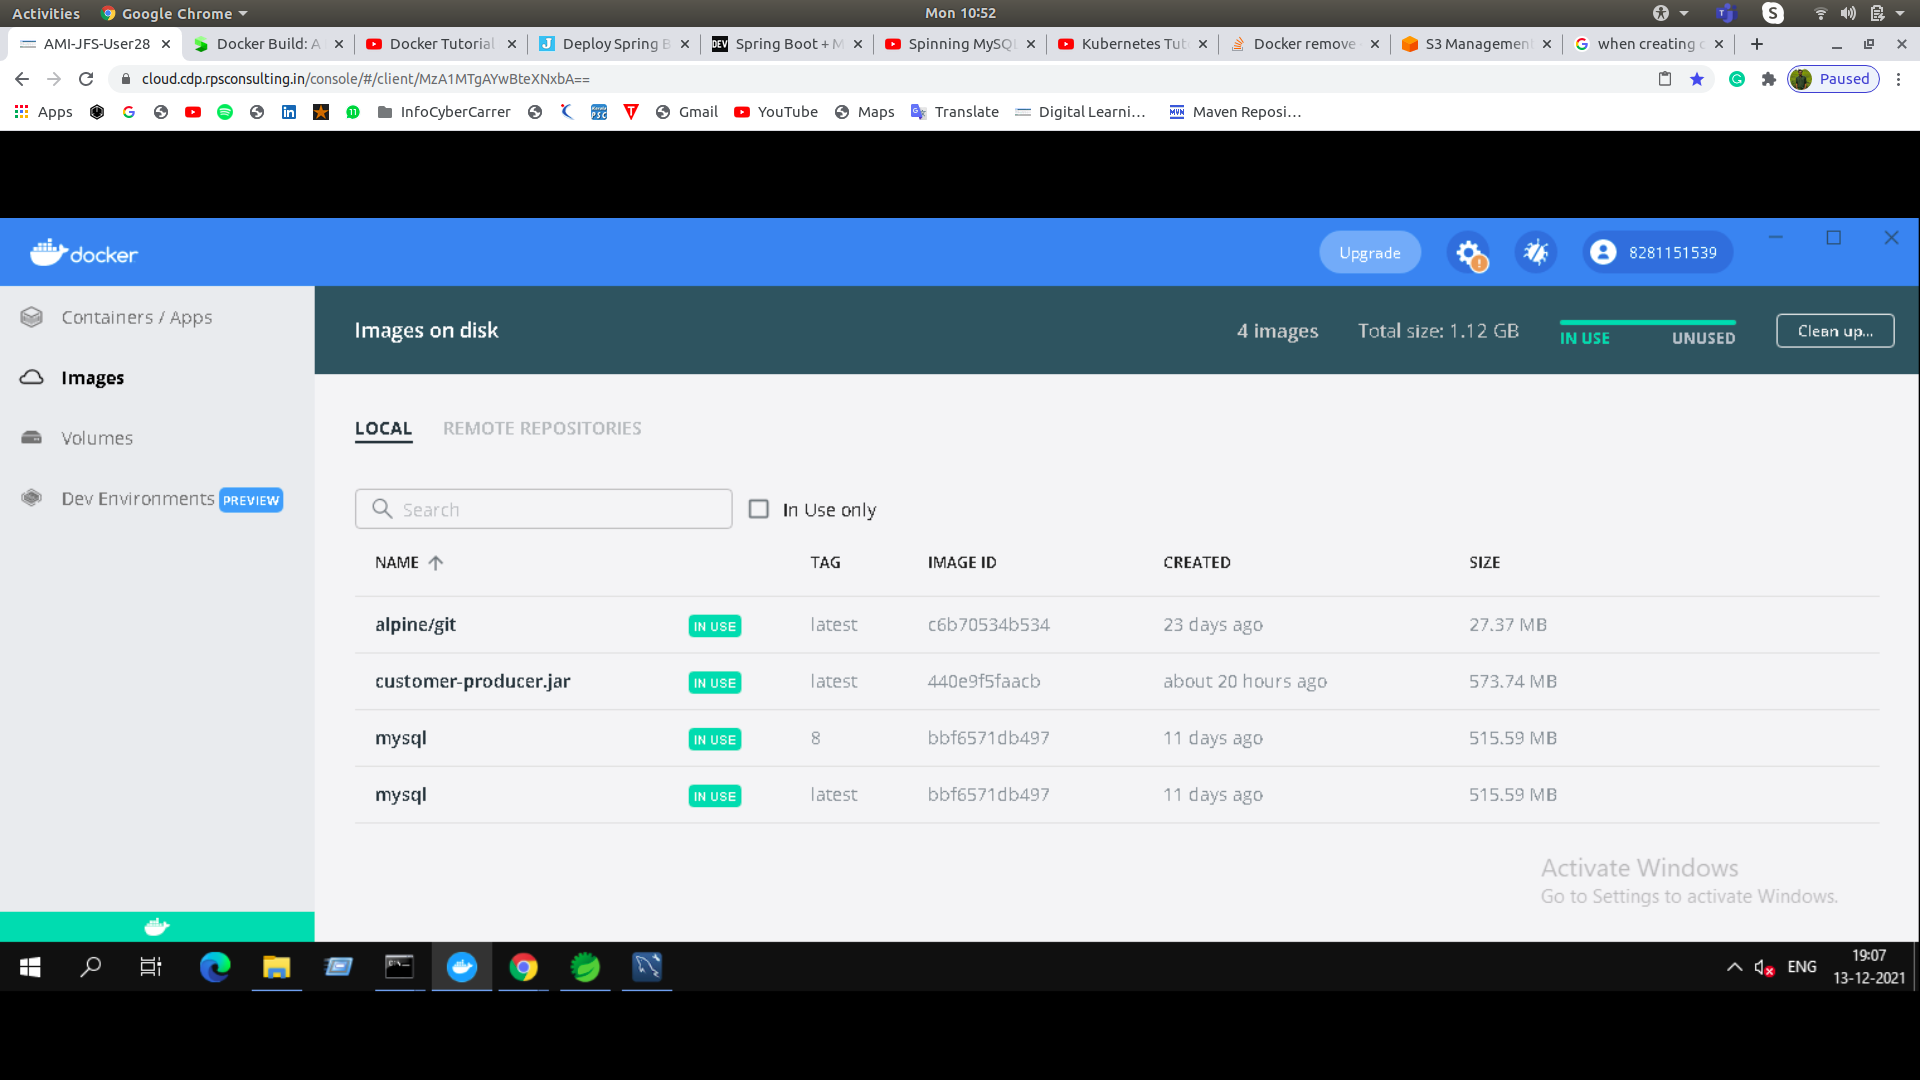 Activities Google Chrome Mon 10:52
AMI-JFS-User28 Docker Build: A Docker Tutorial Deploy Spring B Spring Boot + M Spinning MySQL Kubernetes Tut Docker remove S3 Management when creating c
cloud.cdp.rpsconsulting.in/console/#/client/MzA1MTgAYwBteXNxbA== Paused
Apps InfoCyberCarrer Gmail YouTube Maps Translate Digital Learni... Maven Reposi...
docker Upgrade 8281151539
Containers / Apps
Images
Volumes
Dev Environments PREVIEW
Images on disk 4 images Total size: 1.12 GB IN USE UNUSED Clean up...
LOCAL REMOTE REPOSITORIES
Search In Use only
NAME TAG IMAGE ID CREATED SIZE
alpine/git IN USE latest c6b70534b534 23 days ago 27.37 MB
customer-producer.jar IN USE latest 440e9f5faacb about 20 hours ago 573.74 MB
mysql IN USE 8 bbf6571db497 11 days ago 515.59 MB
mysql IN USE latest bbf6571db497 11 days ago 515.59 MB
Activate Windows
Go to Settings to activate Windows.
ENG 19:07
13-12-2021